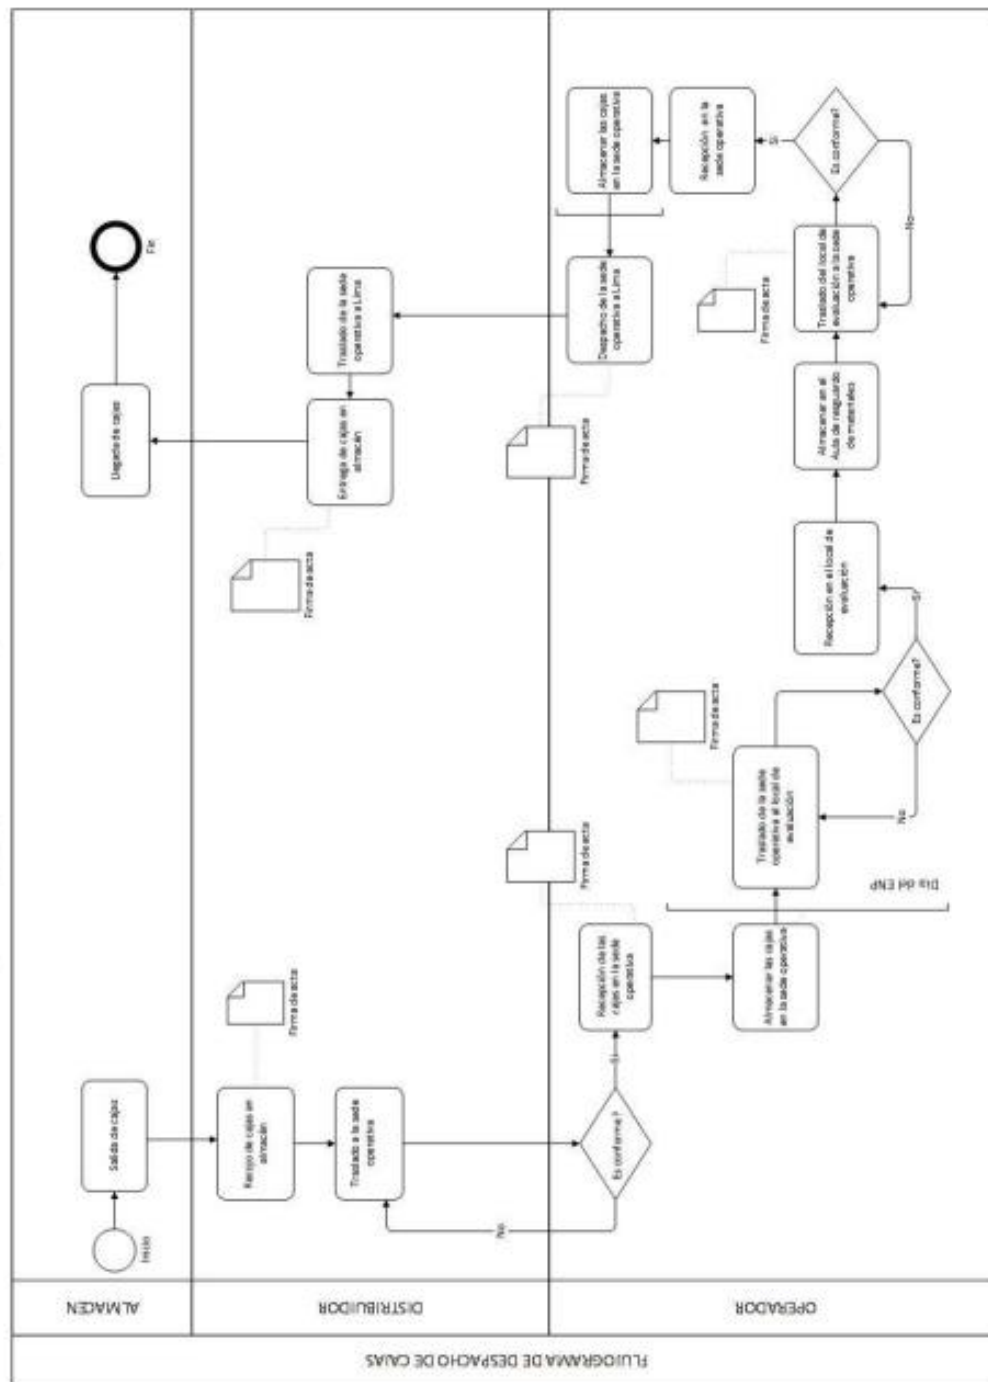 FLUJOGRAMA DE DESPACHO DE CAJAS
ALMACEN
Inicio
Salida de cajas
Llegada de cajas
Fin
DISTRIBUIDOR
Recojo de cajas en
almacén
Firma de acta
Traslado a la sede
operativa
No
Firma de acta
Entrega de cajas en
almacén
Traslado de la sede
operativa a Lima
OPERADOR
Es conforme ?
Si
Recepción de las
cajas en la sede
operativa
Firma de acta
Almacenar las cajas
en la sede operativa
Día del ENP
Traslado de la sede
operativa al local de
evaluación
Firma de acta
No
Es conforme?
Si
Recepción en el local de
evaluación
Almacenar en el
Aula de resguardo
de materiales
Traslado del local de
evaluación a la sede
operativa
Firma de acta
No
Es conforme?
Si
Recepción en la
sede operativa
Almacenar las cajas
en la sede operativa
Despacho de la sede
operativa a Lima
Firma de acta